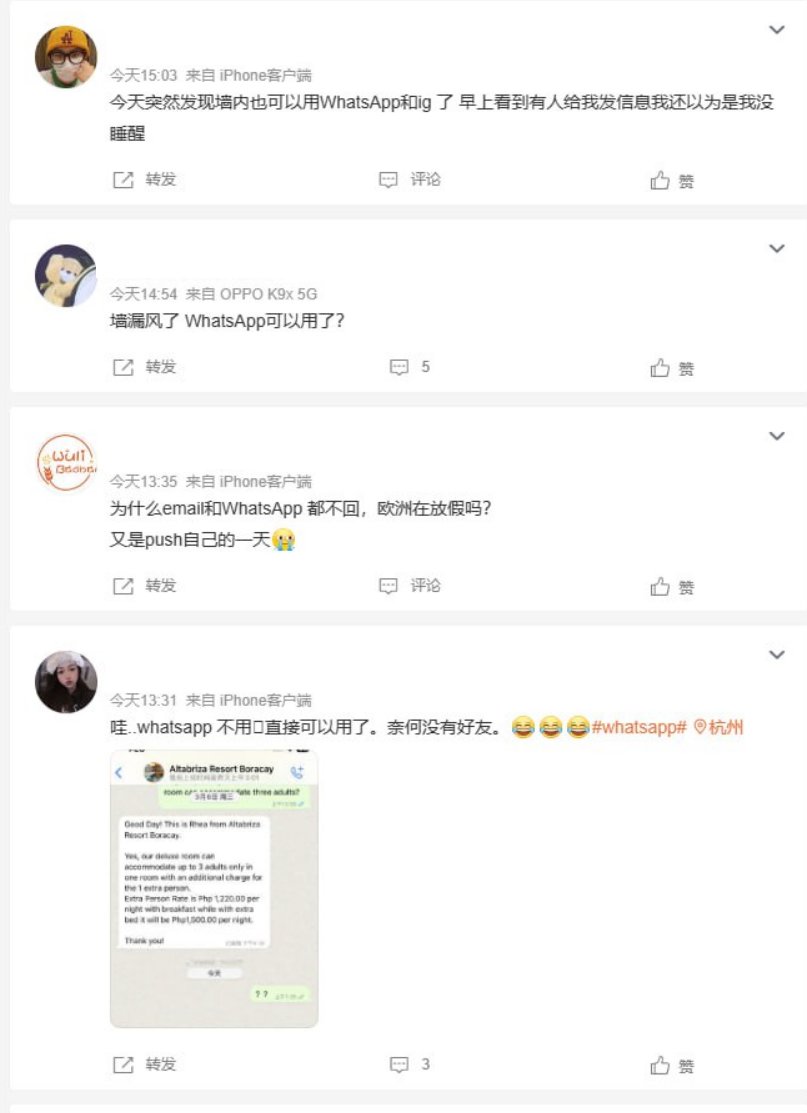 今天15:03 来自 iPhone客户端
今天突然发现墙内也可以用WhatsApp和ig 了 早上看到有人给我发信息我还以为是我没
睡醒
转发 评论 赞
今天14:54 来自 OPPO K9x 5G
墙漏风了 WhatsApp可以用了?
转发 5 赞
wüli
今天13:35 来自 iPhone客户端
为什么email和WhatsApp 都不回，欧洲在放假吗?
又是push自己的一天
转发 评论 赞
今天13:31 来自 iPhone客户端
哇..whatsapp 不用直接可以用了。奈何没有好友。#whatsapp# 杭州
Altabriza Resort Boracay
room can accommodate three adults?
3月6日 周三
Good Day! This is Rhea from Altabriza
Resort Boracay.
Yes, our deluxe room can
accommodate up to 3 adults only in
one room with an additional charge for
the 1 extra person.
Extra Person Rate is Php 1,220.00 per
night with breakfast while with extra
bed it will be Php1,500.00 per night.
Thank you!
今天
? ?
转发 3 赞